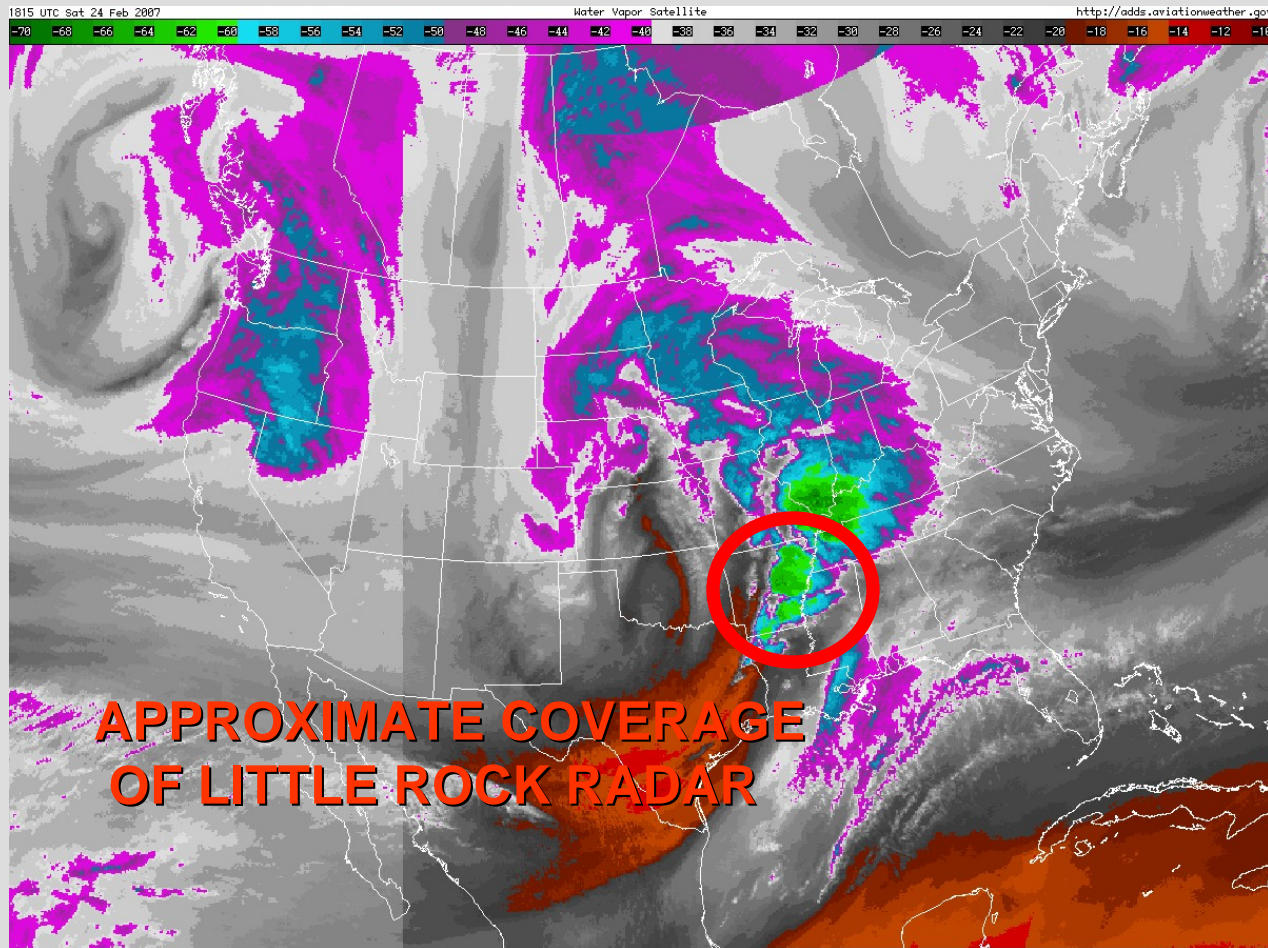 1815 UTC Sat 24 Feb 2007 Water Vapor Satellite http://adds.aviationweather.gov
-70 -68 -66 -64 -62 -60 -58 -56 -54 -52 -50 -48 -46 -44 -42 -40 -38 -36 -34 -32 -30 -28 -26 -24 -22 -20 -18 -16 -14 -12 -10
APPROXIMATE COVERAGE
OF LITTLE ROCK RADAR